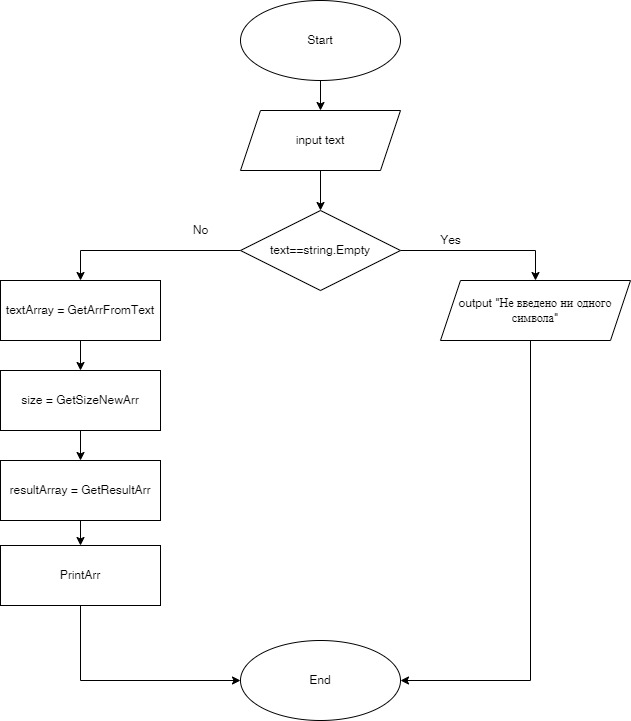 Start
input text
text==string.Empty
No
Yes
textArray = GetArrFromText
output "Не введено ни одного
символа"
size = GetSizeNewArr
resultArray = GetResultArr
PrintArr
End